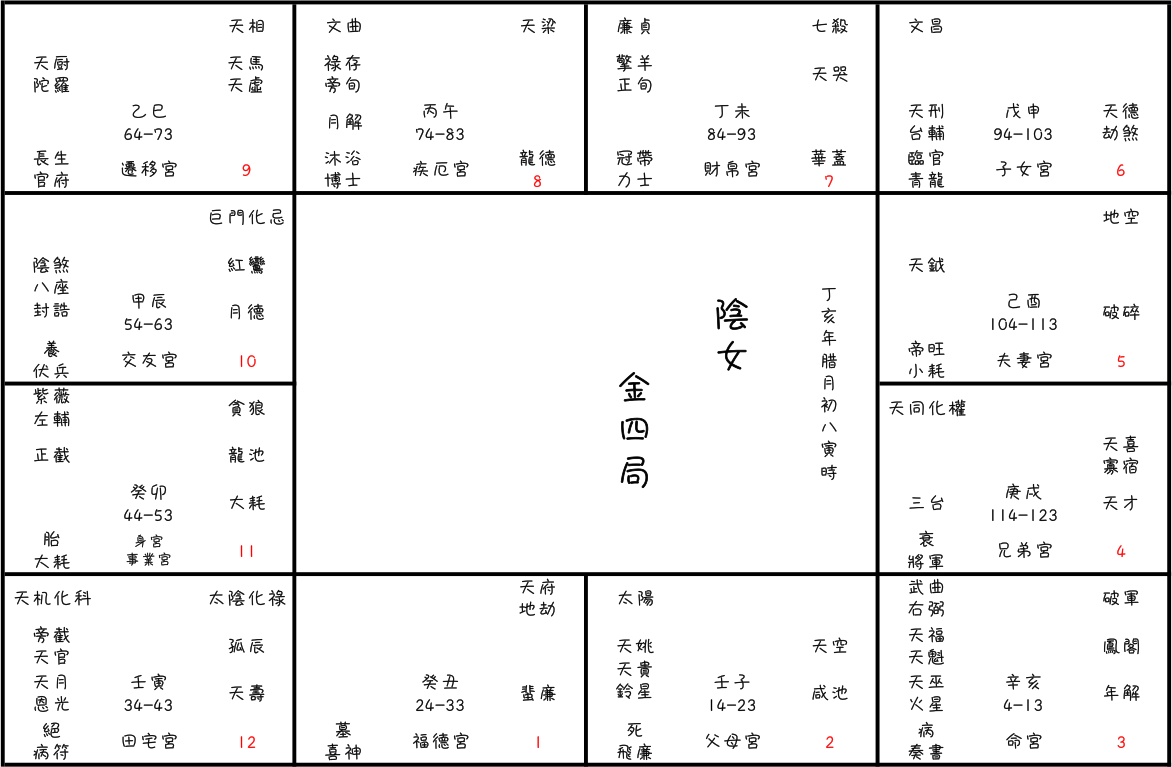 天相
天厨 天馬
陀羅 天虛
乙巳
64-73
長生
官府
遷移宮
9
文曲 天梁
祿存
旁旬
月解
丙午
74-83
沐浴 龍德
博士
疾厄宮
8
廉貞 七殺
擎羊
正旬
天哭
丁未
84-93
冠帶 華蓋
力士
財帛宮
7
文昌
天刑 戊申 天德
台輔 94-103 劫煞
臨官
青龍
子女宮
6
巨門化忌
陰煞 紅鸞
八座
封誥
甲辰
54-63
月德
養
伏兵
交友宮
10
陰女
金四局
丁亥年腊月初八寅時
地空
天鉞
己酉
104-113
破碎
帝旺
小耗
夫妻宮
5
紫薇
左輔
貪狼
正截 龍池
癸卯
44-53
大耗
胎
大耗
身宮
事業宮
11
天同化權
天喜
寡宿
三台
庚戌
114-123
天才
衰
將軍
兄弟宮
4
天机化科 太陰化祿
旁截
天官
孤辰
天月
恩光
壬寅
34-43
天壽
絕
病符
田宅宮
12
天府
地劫
癸丑
24-33
蜚廉
墓
喜神
福德宮
1
太陽
天姚
天貴
鈴星
天空
壬子
14-23
咸池
死
飛廉
父母宮
2
武曲
右弼
破軍
天福
天魁
鳳閣
天巫
火星
辛亥
4-13
年解
病
奏書
命宮
3